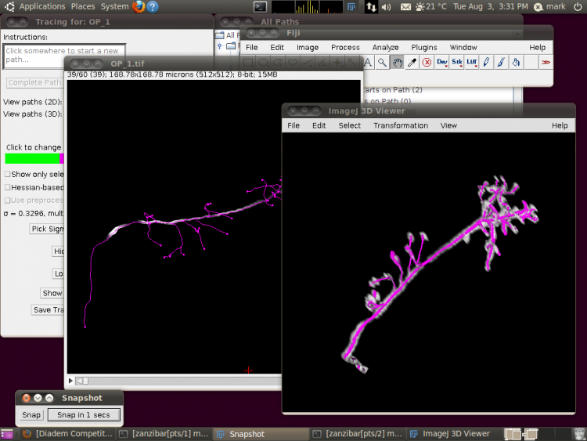 Applications Places System
21 °C Tue Aug 3, 3:31 PM mark
Tracing for: OP_1
All Paths
Instructions:
Click somewhere to start a new
path...
Complete Path
View paths (2D):
View paths (3D):
Click to change
Show only sele
Hessian-based
Use preproces
σ = 0.3296, mult
Pick Sigm
Hid
Lo
Show
Save Tra
All Pa
P
Fiji
File Edit Image Process Analyze Plugins Window Help
A Dev Stk LUT >>
arts on Path (2)
on Path (0)
OP_1.tif
39/60 (39); 168.78x168.78 microns (512x512); 8-bit; 15MB
ImageJ 3D Viewer
File Edit Select Transformation View Help
Snapshot
Snap Snap in 1 secs
[Diadem Competit... [zanzibar[pts/1] m... Snapshot [zanzibar[pts/2] m... ImageJ 3D Viewer